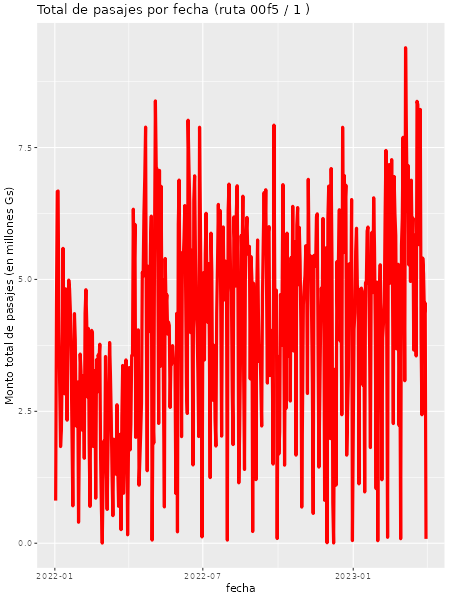 Total de pasajes por fecha (ruta 00f5 / 1 )
Monto total de pasajes (en millones Gs)
7.5
5.0
2.5
0.0
2022-01 2022-07 2023-01
fecha